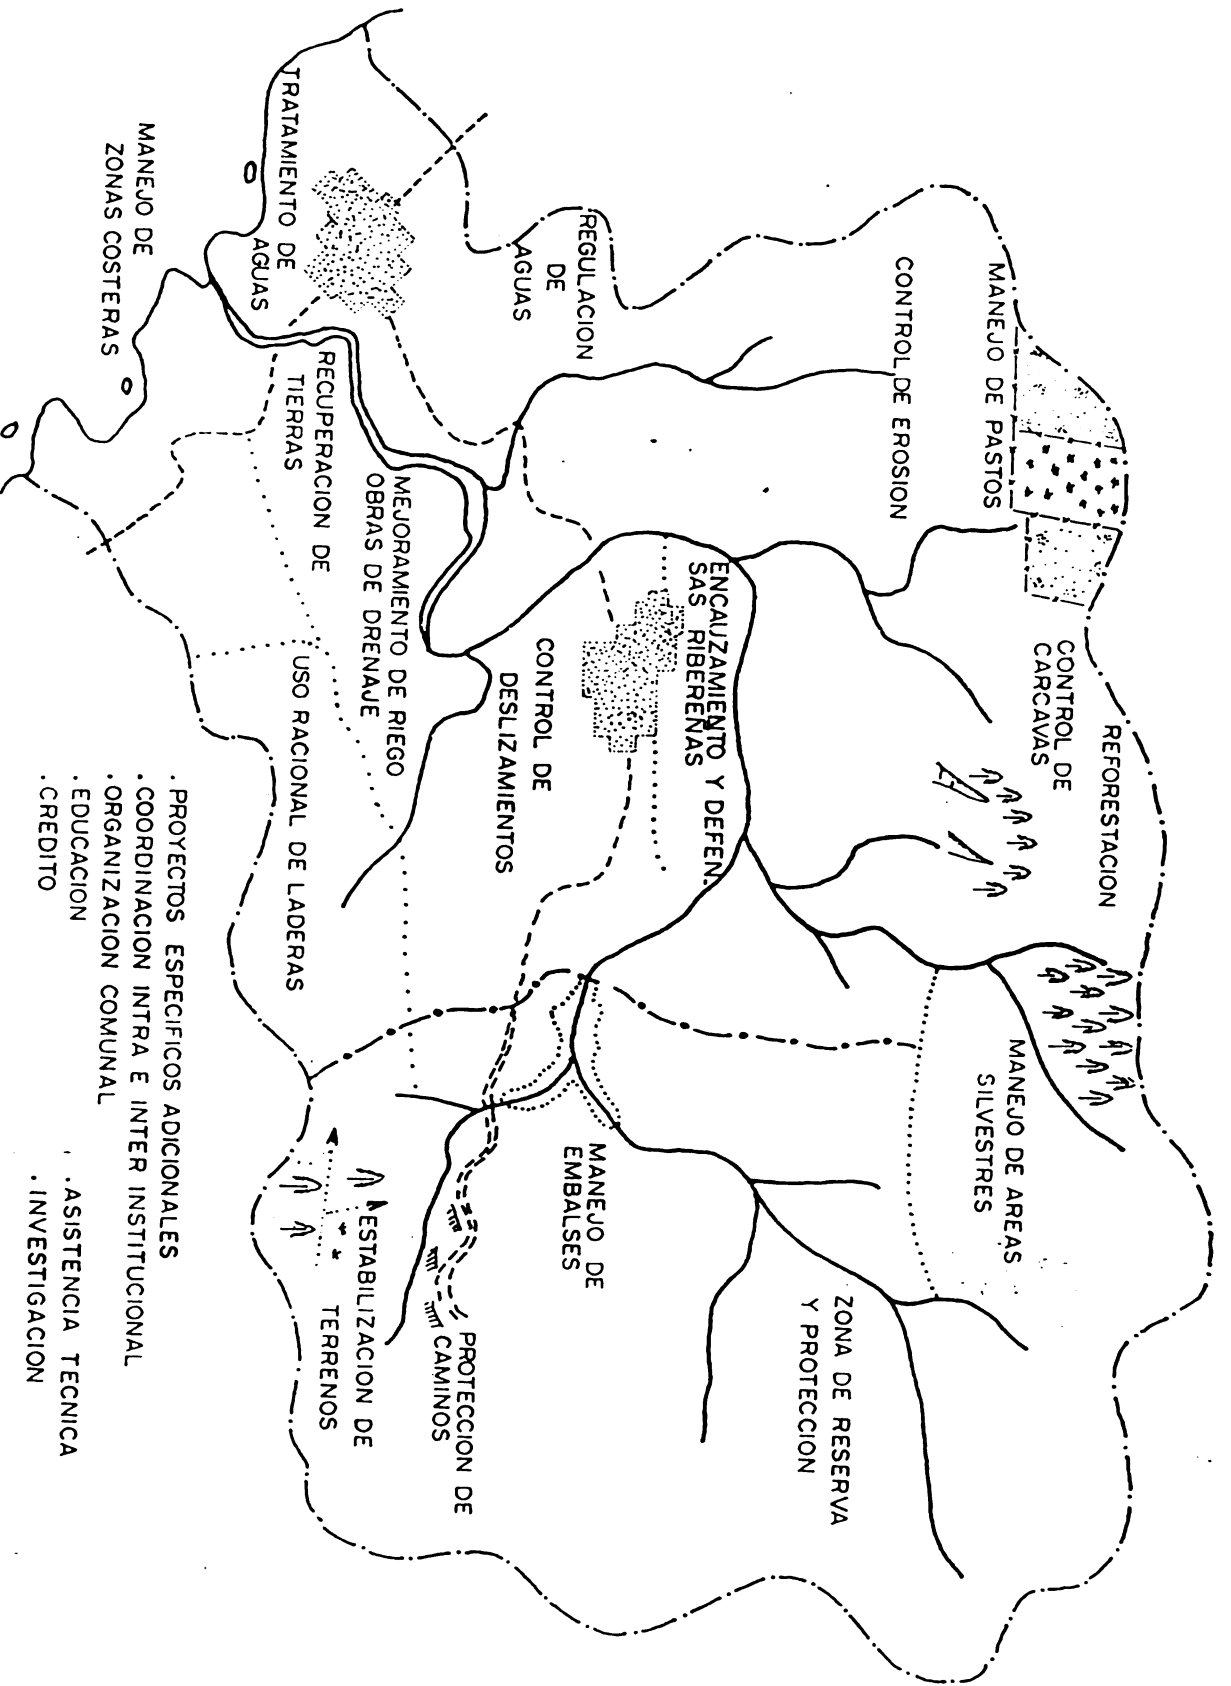 REFORESTACION
CONTROL DE
CARCAVAS
MANEJO DE PASTOS
MANEJO DE AREAS
SILVESTRES
CONTROL DE EROSION
ZONA DE RESERVA
Y PROTECCION
ENCAUZAMIENTO Y DEFEN.
SAS RIBEREÑAS
REGULACION
DE
AGUAS
MANEJO DE
EMBALSES
CONTROL DE
DESLIZAMIENTOS
PROTECCION DE
CAMINOS
MEJORAMIENTO DE RIEGO
OBRAS DE DRENAJE
ESTABILIZACION DE
TERRENOS
RECUPERACION DE
TIERRAS
USO RACIONAL DE LADERAS
TRATAMIENTO DE
AGUAS
MANEJO DE
ZONAS COSTERAS
. PROYECTOS ESPECIFICOS ADICIONALES
. COORDINACION INTRA E INTER INSTITUCIONAL
. ORGANIZACION COMUNAL
. EDUCACION
. CREDITO
. ASISTENCIA TECNICA
. INVESTIGACION